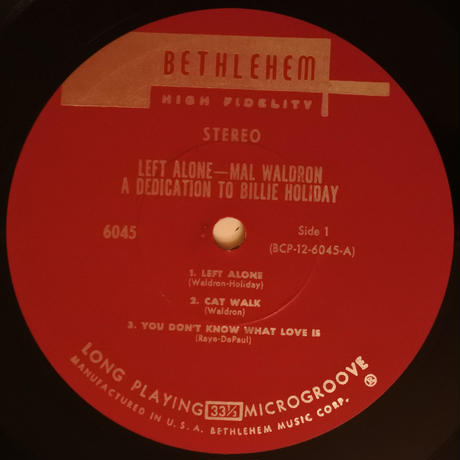 BETHLEHEM
HIGH FIDELITY
STEREO
LEFT ALONE—MAL WALDRON
A DEDICATION TO BILLIE HOLIDAY
6045
Side 1
(BCP-12-6045-A)
1. LEFT ALONE
(Waldron-Holiday)
2. CAT WALK
(Waldron)
3. YOU DON'T KNOW WHAT LOVE IS
(Raye-DePaul)
LONG PLAYING 33⅓ MICROGROOVE ®
MANUFACTURED IN U.S.A. BETHLEHEM MUSIC CORP.